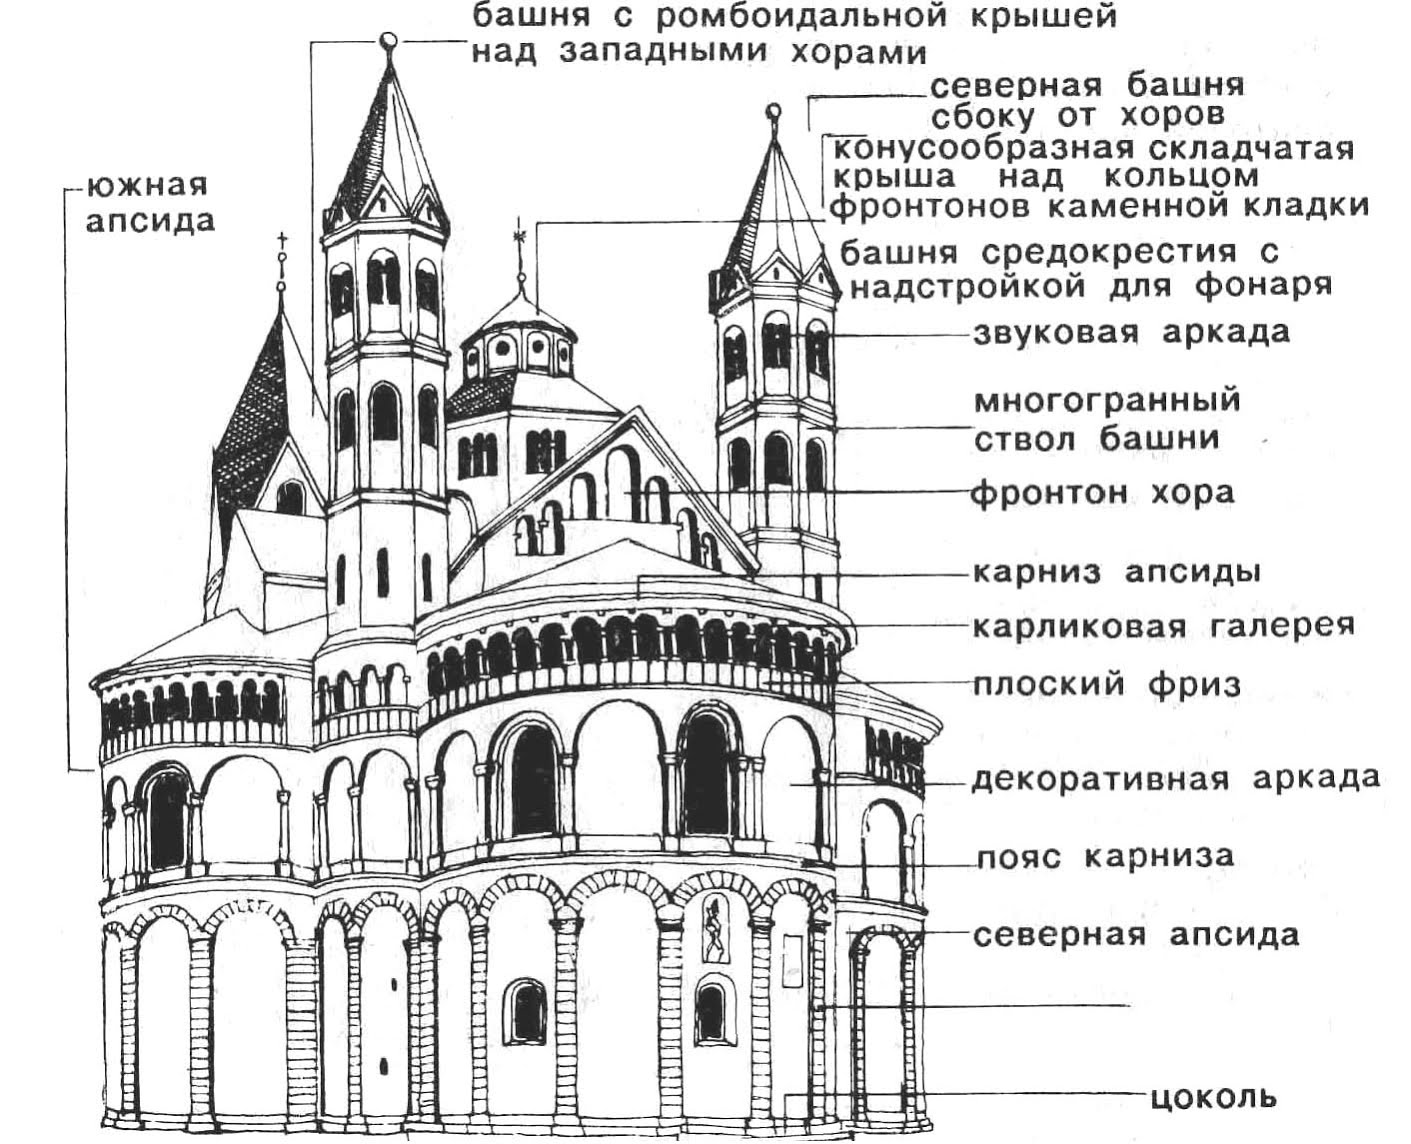 башня с ромбоидальной крышей
над западными хорами
северная башня
сбоку от хоров
конусообразная складчатая
крыша над кольцом
фронтонов каменной кладки
южная
апсида
башня средокрестия с
надстройкой для фонаря
звуковая аркада
многогранный
ствол башни
фронтон хора
карниз апсиды
карликовая галерея
плоский фриз
декоративная аркада
пояс карниза
северная апсида
цоколь